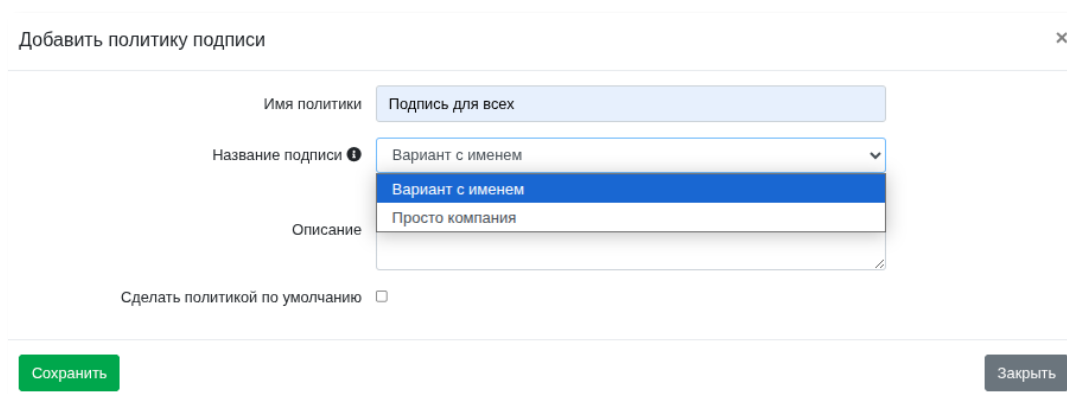 Добавить политику подписи ×
Имя политики Подпись для всех
Название подписи Вариант с именем
Вариант с именем
Просто компания
Описание
Сделать политикой по умолчанию
Сохранить Закрыть